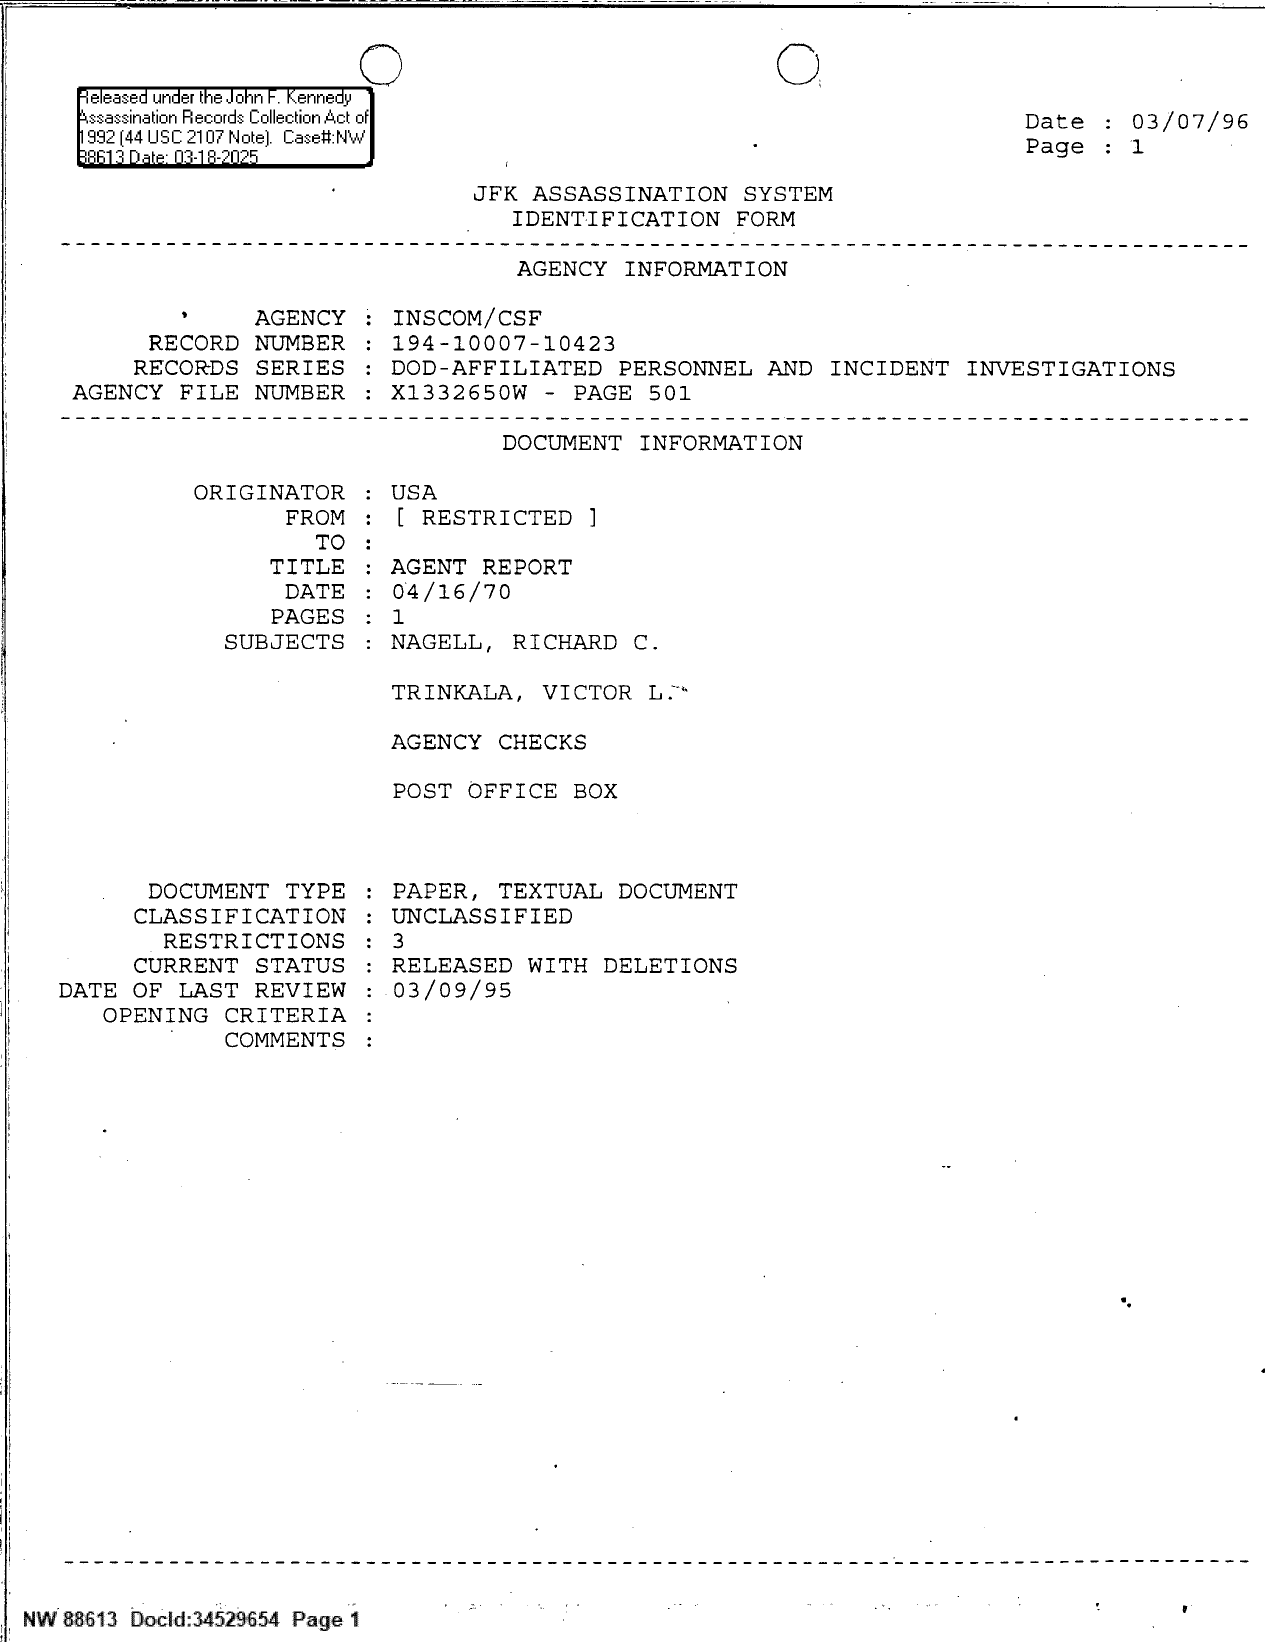 Released under the John F. Kennedy
Assassination Records Collection Act of
1992 (44 USC 2107 Note). Case#:NW
88613 Date: 03-18-2025
Date : 03/07/96
Page : 1
JFK ASSASSINATION SYSTEM
IDENTIFICATION FORM
AGENCY INFORMATION
AGENCY : INSCOM/CSF
RECORD NUMBER : 194-10007-10423
RECORDS SERIES : DOD-AFFILIATED PERSONNEL AND INCIDENT INVESTIGATIONS
AGENCY FILE NUMBER : X1332650W - PAGE 501
DOCUMENT INFORMATION
ORIGINATOR : USA
FROM : [ RESTRICTED ]
TO :
TITLE : AGENT REPORT
DATE : 04/16/70
PAGES : 1
SUBJECTS : NAGELL, RICHARD C.
TRINKALA, VICTOR L.
AGENCY CHECKS
POST OFFICE BOX
DOCUMENT TYPE : PAPER, TEXTUAL DOCUMENT
CLASSIFICATION : UNCLASSIFIED
RESTRICTIONS : 3
CURRENT STATUS : RELEASED WITH DELETIONS
DATE OF LAST REVIEW : 03/09/95
OPENING CRITERIA :
COMMENTS :
NW 88613 DocId:34529654 Page 1